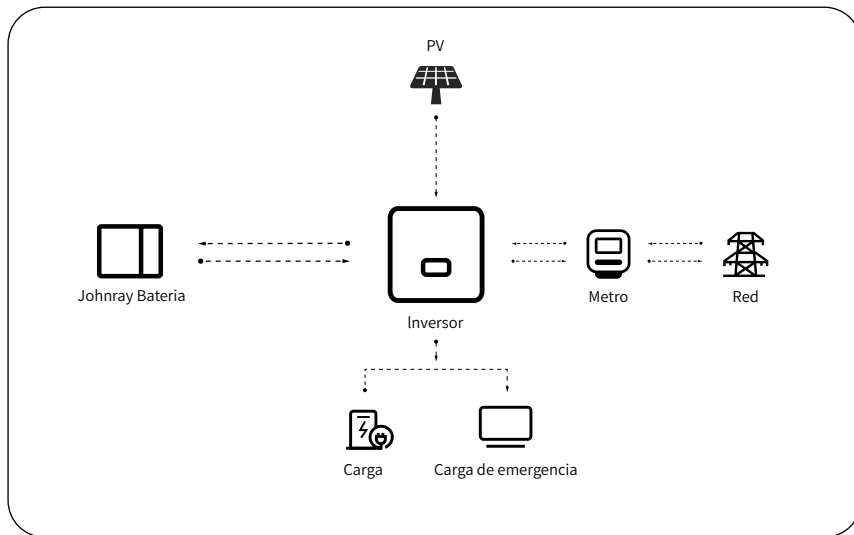 PV
Johnray Bateria
Inversor
Metro
Red
Carga
Carga de emergencia